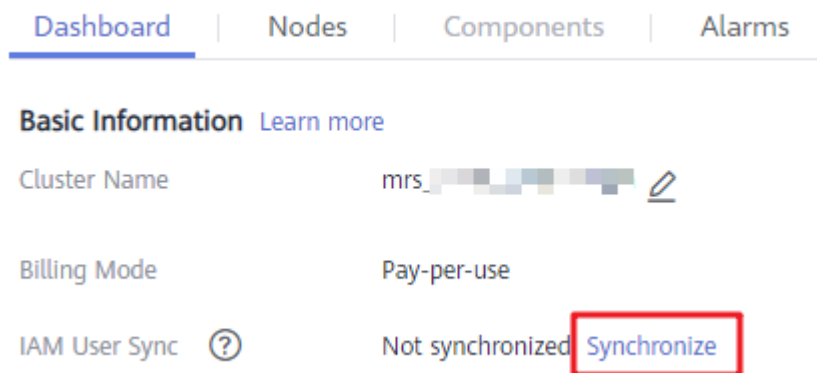 Dashboard Nodes Components Alarms
Basic Information Learn more
Cluster Name mrs_
Billing Mode Pay-per-use
IAM User Sync ? Not synchronized Synchronize